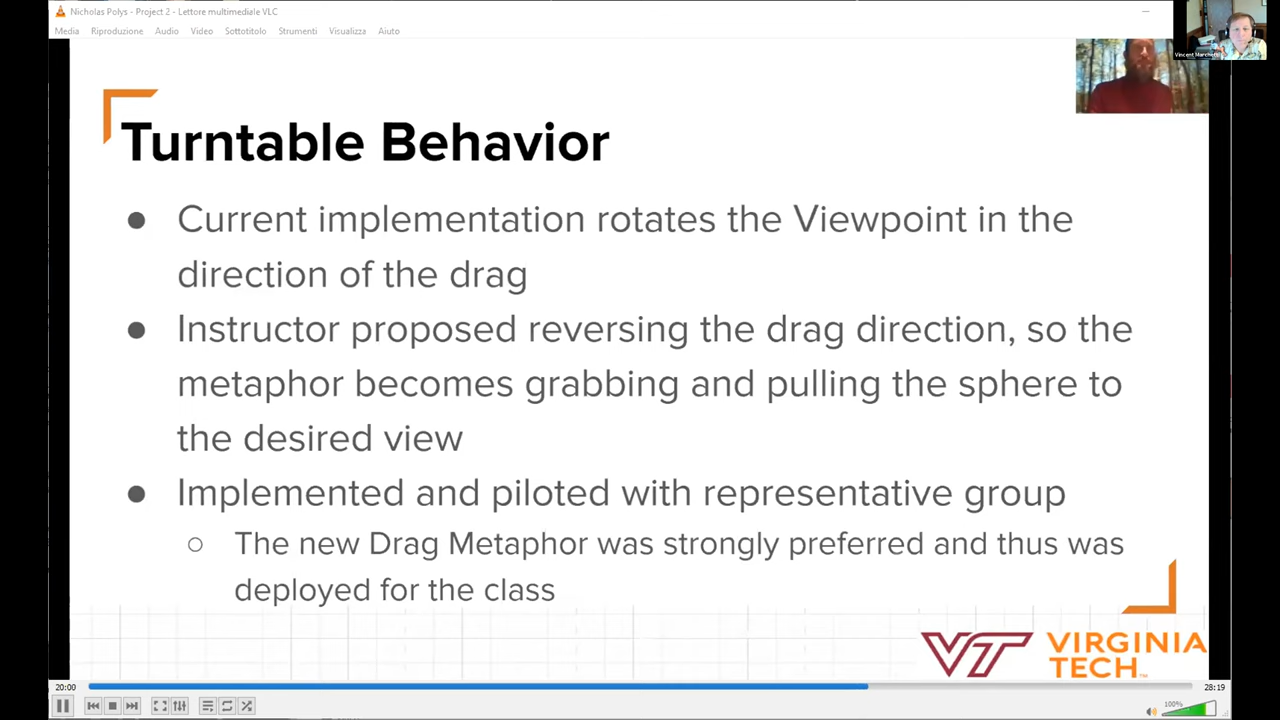 Nicholas Polys - Project 2 - Lettore multimediale VLC
Media Riproduzione Audio Video Sottotitolo Strumenti Visualizza Aiuto
Turntable Behavior
● Current implementation rotates the Viewpoint in the
direction of the drag
● Instructor proposed reversing the drag direction, so the
metaphor becomes grabbing and pulling the sphere to
the desired view
● Implemented and piloted with representative group
○ The new Drag Metaphor was strongly preferred and thus was
deployed for the class
VT VIRGINIA
TECH
20:00 28:19
100%